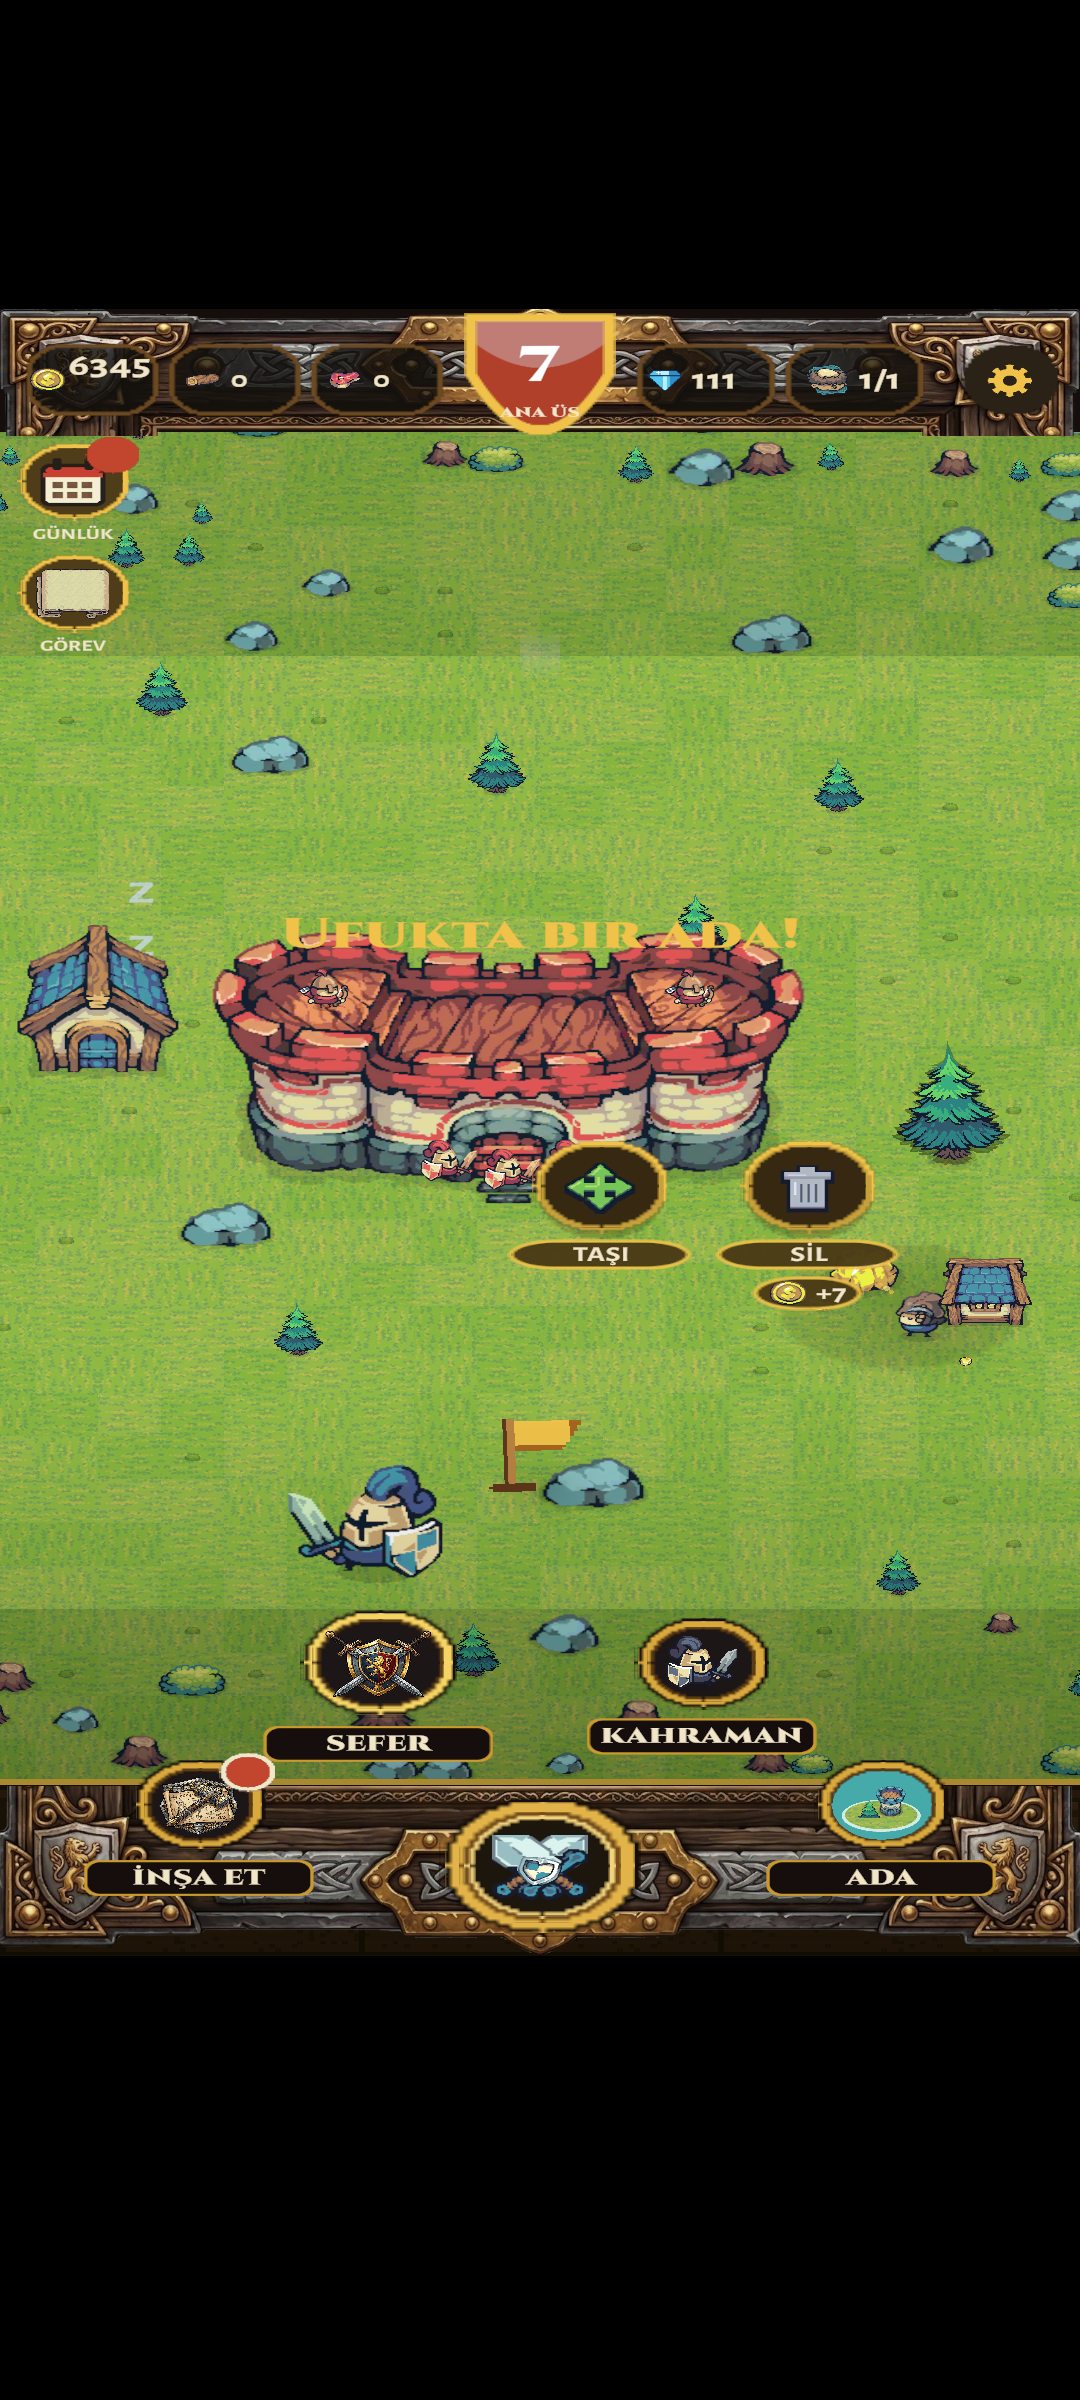 6345
0
0
7
ANA ÜS
111
1/1
GÜNLÜK
GÖREV
Z
Z
UFUKTA BIR ADA!
TAŞI
SİL
+7
SEFER
KAHRAMAN
İNŞA ET
ADA